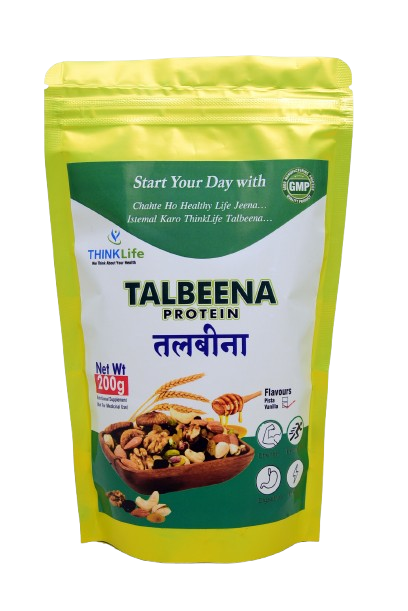 Start Your Day with
GMP
Chahte Ho Healthy Life Jeena...
Istemal Karo ThinkLife Talbeena...
THINKLife
TALBEENA
PROTEIN
तलबीना
Net Wt
200g
Flavours
Pista
Vanilla